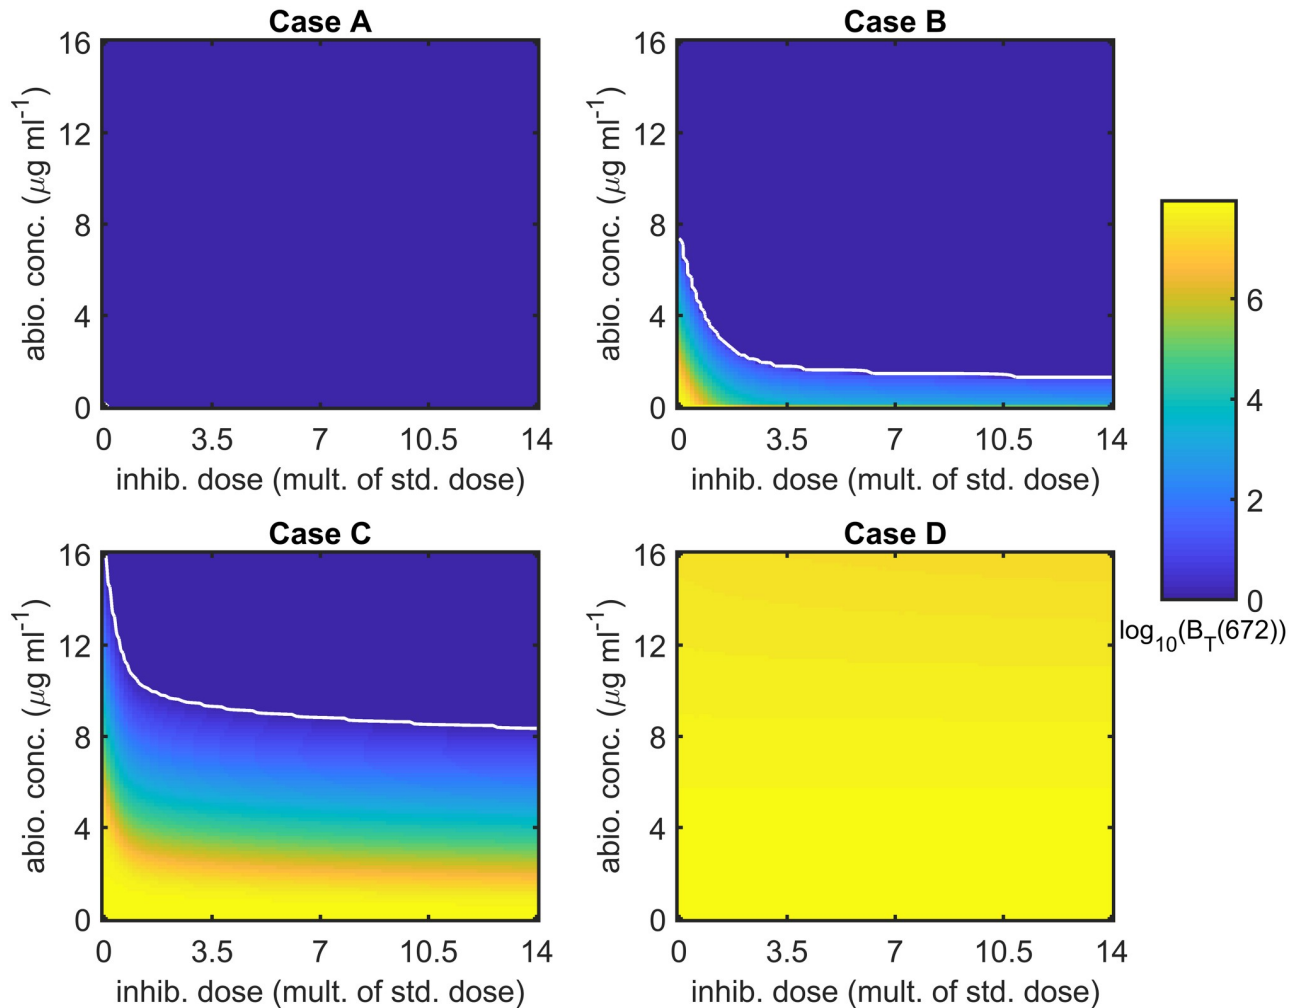 Case A
16
12
8
4
0
abio. conc. (μg ml⁻¹)
0 3.5 7 10.5 14
inhib. dose (mult. of std. dose)
Case B
16
12
8
4
0
abio. conc. (μg ml⁻¹)
0 3.5 7 10.5 14
inhib. dose (mult. of std. dose)
6
4
2
0
log₁₀(B_T(672))
Case C
16
12
8
4
0
abio. conc. (μg ml⁻¹)
0 3.5 7 10.5 14
inhib. dose (mult. of std. dose)
Case D
16
12
8
4
0
abio. conc. (μg ml⁻¹)
0 3.5 7 10.5 14
inhib. dose (mult. of std. dose)